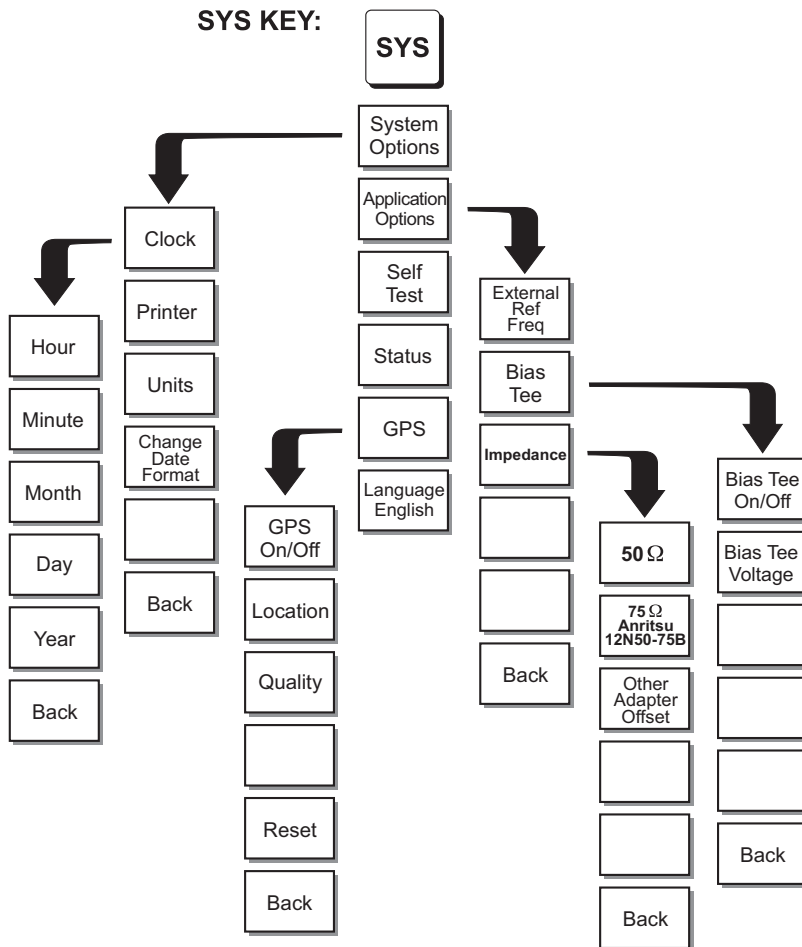 SYS KEY:
SYS
System
Options
Application
Options
Self
Test
Status
GPS
Language
English
Clock
Printer
Units
Change
Date
Format
Back
Hour
Minute
Month
Day
Year
Back
GPS
On/Off
Location
Quality
Reset
Back
External
Ref
Freq
Bias
Tee
Impedance
Back
50 Ω
75 Ω
Anritsu
12N50-75B
Other
Adapter
Offset
Back
Bias Tee
On/Off
Bias Tee
Voltage
Back